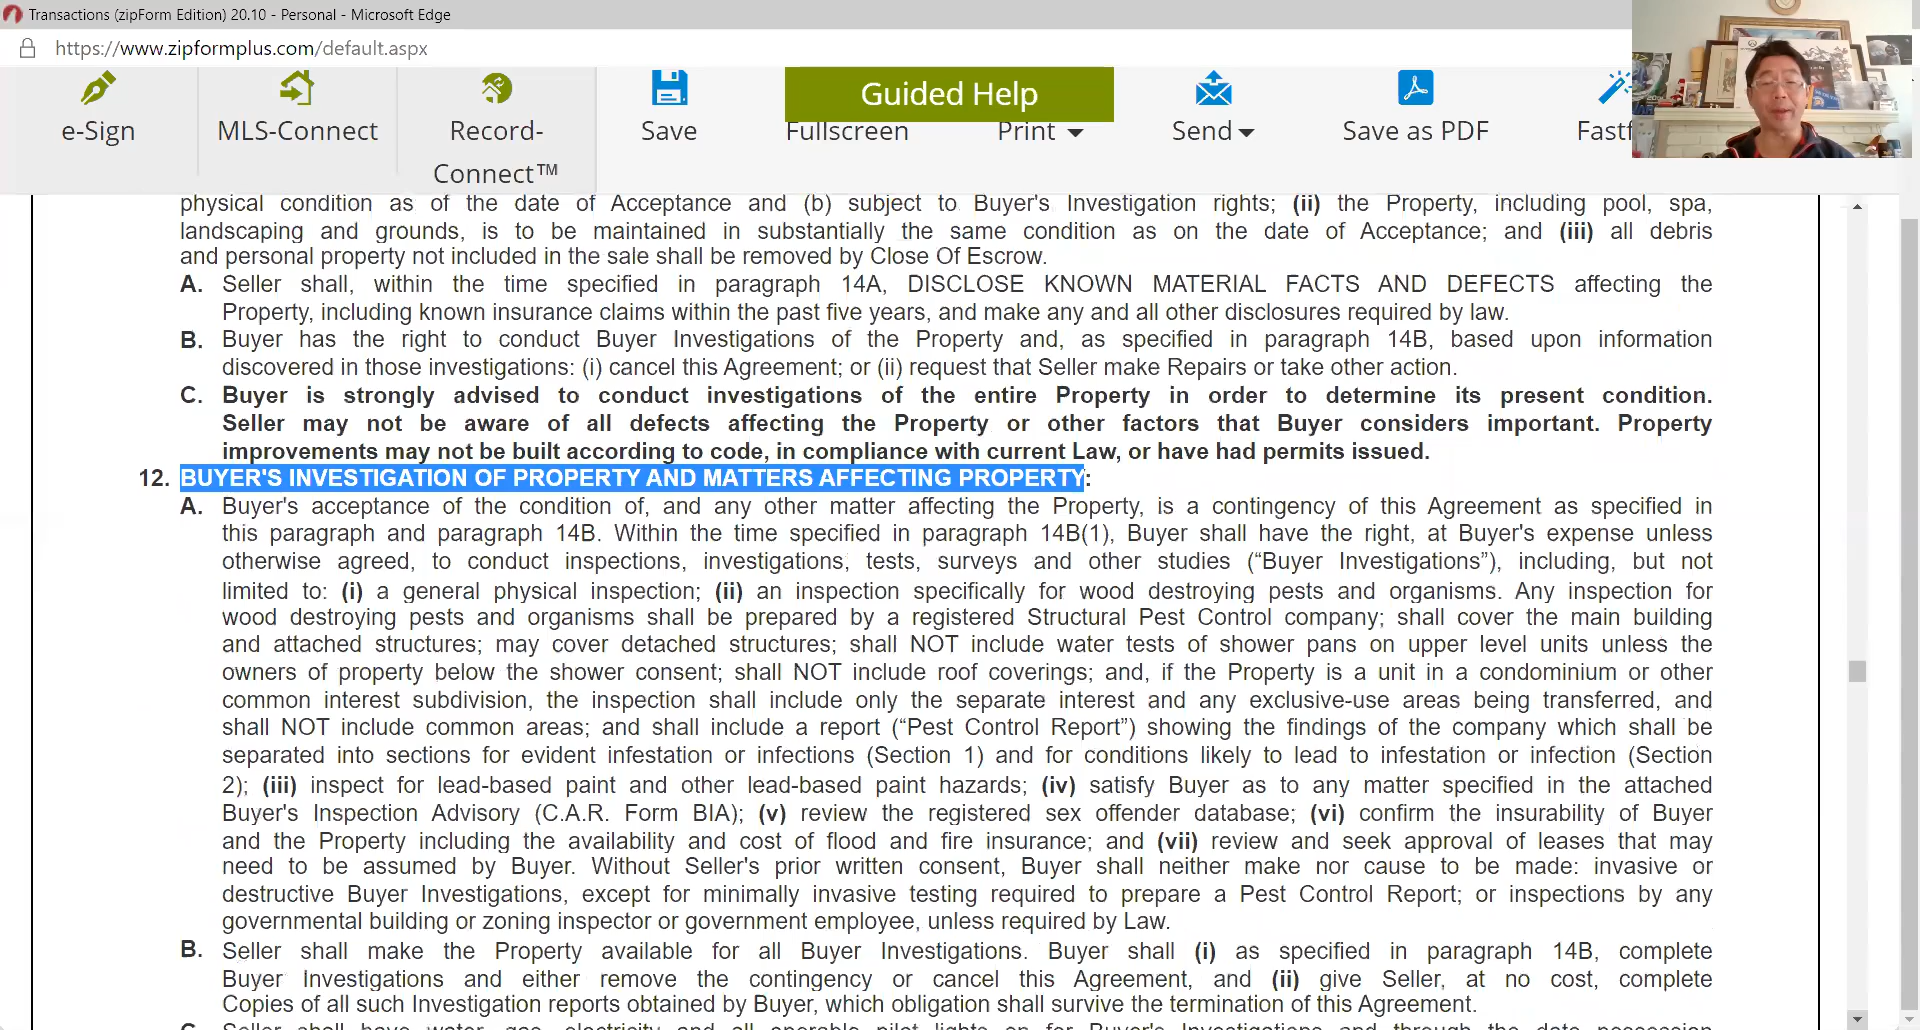 Transactions (zipForm Edition) 20.10 - Personal - Microsoft Edge
https://www.zipformplus.com/default.aspx
e-Sign
MLS-Connect
Record-
Connect™
Save
Guided Help
Fullscreen
Print
Send
Save as PDF
Fastf
physical condition as of the date of Acceptance and (b) subject to Buyer's Investigation rights; (ii) the Property, including pool, spa,
landscaping and grounds, is to be maintained in substantially the same condition as on the date of Acceptance; and (iii) all debris
and personal property not included in the sale shall be removed by Close Of Escrow.
A. Seller shall, within the time specified in paragraph 14A, DISCLOSE KNOWN MATERIAL FACTS AND DEFECTS affecting the
Property, including known insurance claims within the past five years, and make any and all other disclosures required by law.
B. Buyer has the right to conduct Buyer Investigations of the Property and, as specified in paragraph 14B, based upon information
discovered in those investigations: (i) cancel this Agreement; or (ii) request that Seller make Repairs or take other action.
C. Buyer is strongly advised to conduct investigations of the entire Property in order to determine its present condition.
Seller may not be aware of all defects affecting the Property or other factors that Buyer considers important. Property
improvements may not be built according to code, in compliance with current Law, or have had permits issued.
12. BUYER'S INVESTIGATION OF PROPERTY AND MATTERS AFFECTING PROPERTY:
A. Buyer's acceptance of the condition of, and any other matter affecting the Property, is a contingency of this Agreement as specified in
this paragraph and paragraph 14B. Within the time specified in paragraph 14B(1), Buyer shall have the right, at Buyer's expense unless
otherwise agreed, to conduct inspections, investigations, tests, surveys and other studies (“Buyer Investigations”), including, but not
limited to: (i) a general physical inspection; (ii) an inspection specifically for wood destroying pests and organisms. Any inspection for
wood destroying pests and organisms shall be prepared by a registered Structural Pest Control company; shall cover the main building
and attached structures; may cover detached structures; shall NOT include water tests of shower pans on upper level units unless the
owners of property below the shower consent; shall NOT include roof coverings; and, if the Property is a unit in a condominium or other
common interest subdivision, the inspection shall include only the separate interest and any exclusive-use areas being transferred, and
shall NOT include common areas; and shall include a report (“Pest Control Report”) showing the findings of the company which shall be
separated into sections for evident infestation or infections (Section 1) and for conditions likely to lead to infestation or infection (Section
2); (iii) inspect for lead-based paint and other lead-based paint hazards; (iv) satisfy Buyer as to any matter specified in the attached
Buyer's Inspection Advisory (C.A.R. Form BIA); (v) review the registered sex offender database; (vi) confirm the insurability of Buyer
and the Property including the availability and cost of flood and fire insurance; and (vii) review and seek approval of leases that may
need to be assumed by Buyer. Without Seller's prior written consent, Buyer shall neither make nor cause to be made: invasive or
destructive Buyer Investigations, except for minimally invasive testing required to prepare a Pest Control Report; or inspections by any
governmental building or zoning inspector or government employee, unless required by Law.
B. Seller shall make the Property available for all Buyer Investigations. Buyer shall (i) as specified in paragraph 14B, complete
Buyer Investigations and either remove the contingency or cancel this Agreement, and (ii) give Seller, at no cost, complete
Copies of all such Investigation reports obtained by Buyer, which obligation shall survive the termination of this Agreement.
C. Seller shall have water, gas, electricity and all operable pilot lights on for Buyer's Investigations and through the date possession